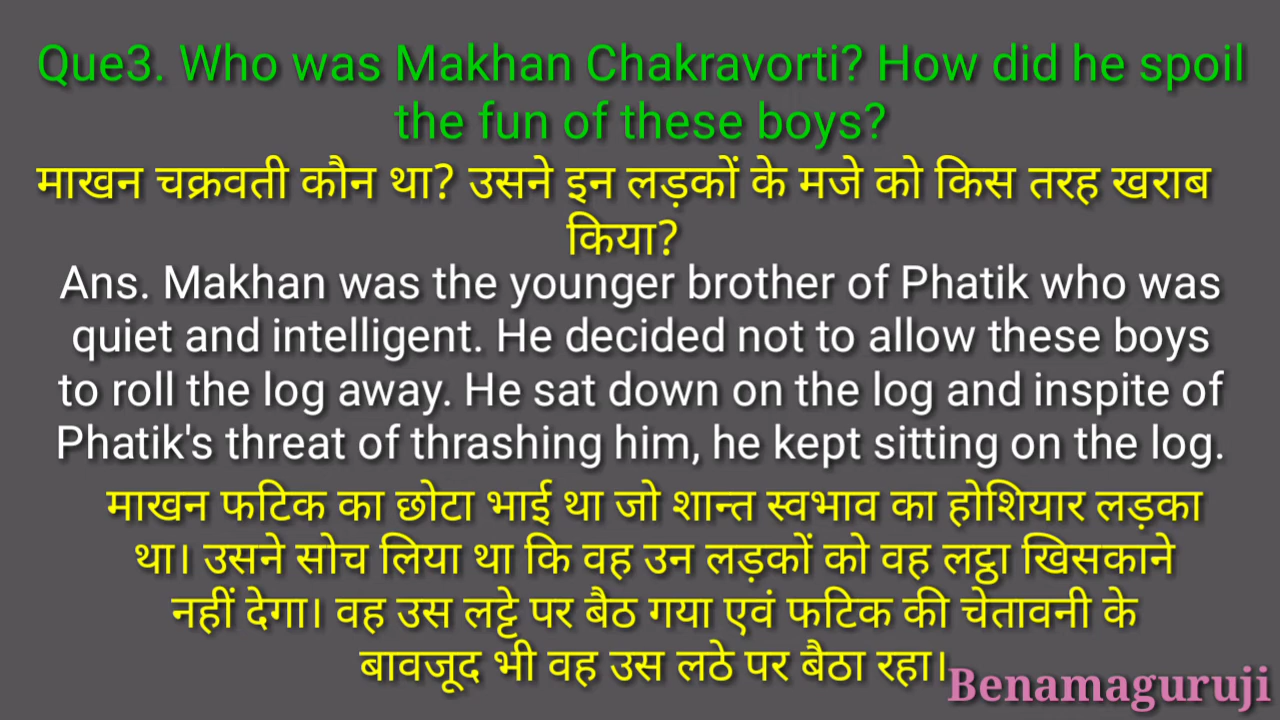 Que3. Who was Makhan Chakravorti? How did he spoil
the fun of these boys?
माखन चक्रवती कौन था? उसने इन लड़कों के मजे को किस तरह खराब
किया?
Ans. Makhan was the younger brother of Phatik who was
quiet and intelligent. He decided not to allow these boys
to roll the log away. He sat down on the log and inspite of
Phatik's threat of thrashing him, he kept sitting on the log.
माखन फटिक का छोटा भाई था जो शान्त स्वभाव का होशियार लड़का
था। उसने सोच लिया था कि वह उन लड़कों को वह लट्ठा खिसकाने
नहीं देगा। वह उस लट्टे पर बैठ गया एवं फटिक की चेतावनी के
बावजूद भी वह उस लठे पर बैठा रहा।
Benamaguruji